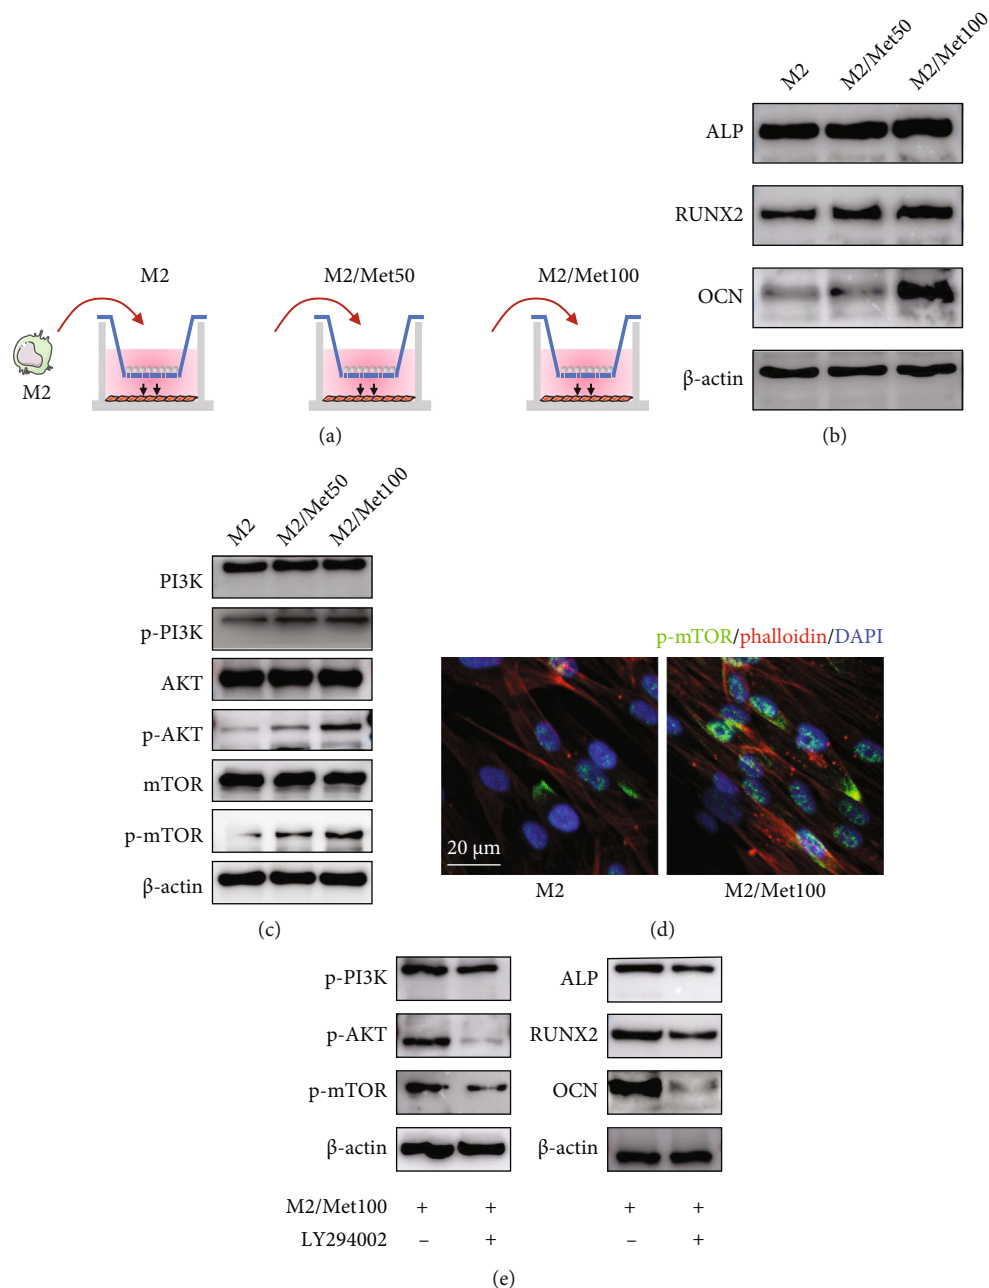 M2 M2/Met50 M2/Met100
M2
(a)
M2 M2/Met50 M2/Met100
ALP
RUNX2
OCN
β-actin
(b)
M2 M2/Met50 M2/Met100
PI3K
p-PI3K
AKT
p-AKT
mTOR
p-mTOR
β-actin
(c)
p-mTOR/phalloidin/DAPI
20 μm
M2 M2/Met100
(d)
p-PI3K ALP
p-AKT RUNX2
p-mTOR OCN
β-actin β-actin
M2/Met100 + + + +
LY294002 – + – +
(e)